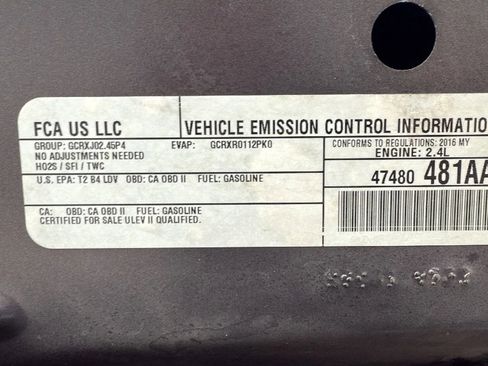 FCA US LLC
VEHICLE EMISSION CONTROL INFORMATION
GROUP: GCRXJ02.45P4 EVAP: GCRXR0112PK0
CONFORMS TO REGULATIONS: 2016 MY
NO ADJUSTMENTS NEEDED
ENGINE: 2.4L
HO2S / SFI / TWC
U.S. EPA: T2 B4 LDV OBD: CA OBD II FUEL: GASOLINE
47480 481AA
CA: OBD: CA OBD II FUEL: GASOLINE
CERTIFIED FOR SALE ULEV II QUALIFIED.